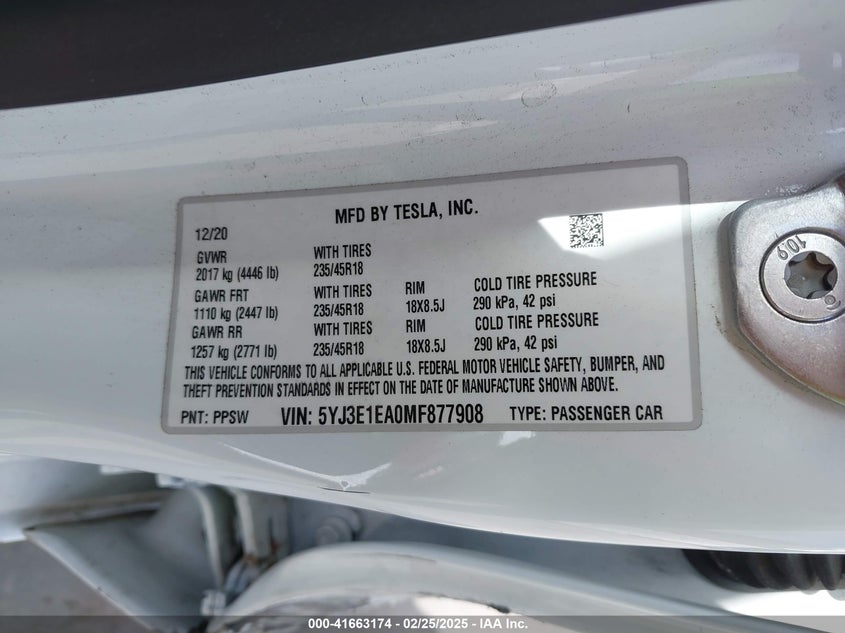 MFD BY TESLA, INC.
12/20
GVWR WITH TIRES
2017 kg (4446 lb) 235/45R18
GAWR FRT WITH TIRES RIM COLD TIRE PRESSURE
1110 kg (2447 lb) 235/45R18 18X8.5J 290 kPa, 42 psi
GAWR RR WITH TIRES RIM COLD TIRE PRESSURE
1257 kg (2771 lb) 235/45R18 18X8.5J 290 kPa, 42 psi
THIS VEHICLE CONFORMS TO ALL APPLICABLE U.S. FEDERAL MOTOR VEHICLE SAFETY, BUMPER, AND
THEFT PREVENTION STANDARDS IN EFFECT ON THE DATE OF MANUFACTURE SHOWN ABOVE.
PNT: PPSW VIN: 5YJ3E1EA0MF877908 TYPE: PASSENGER CAR
10.9
000-41663174 / 02/25/2025 - IAA Inc.